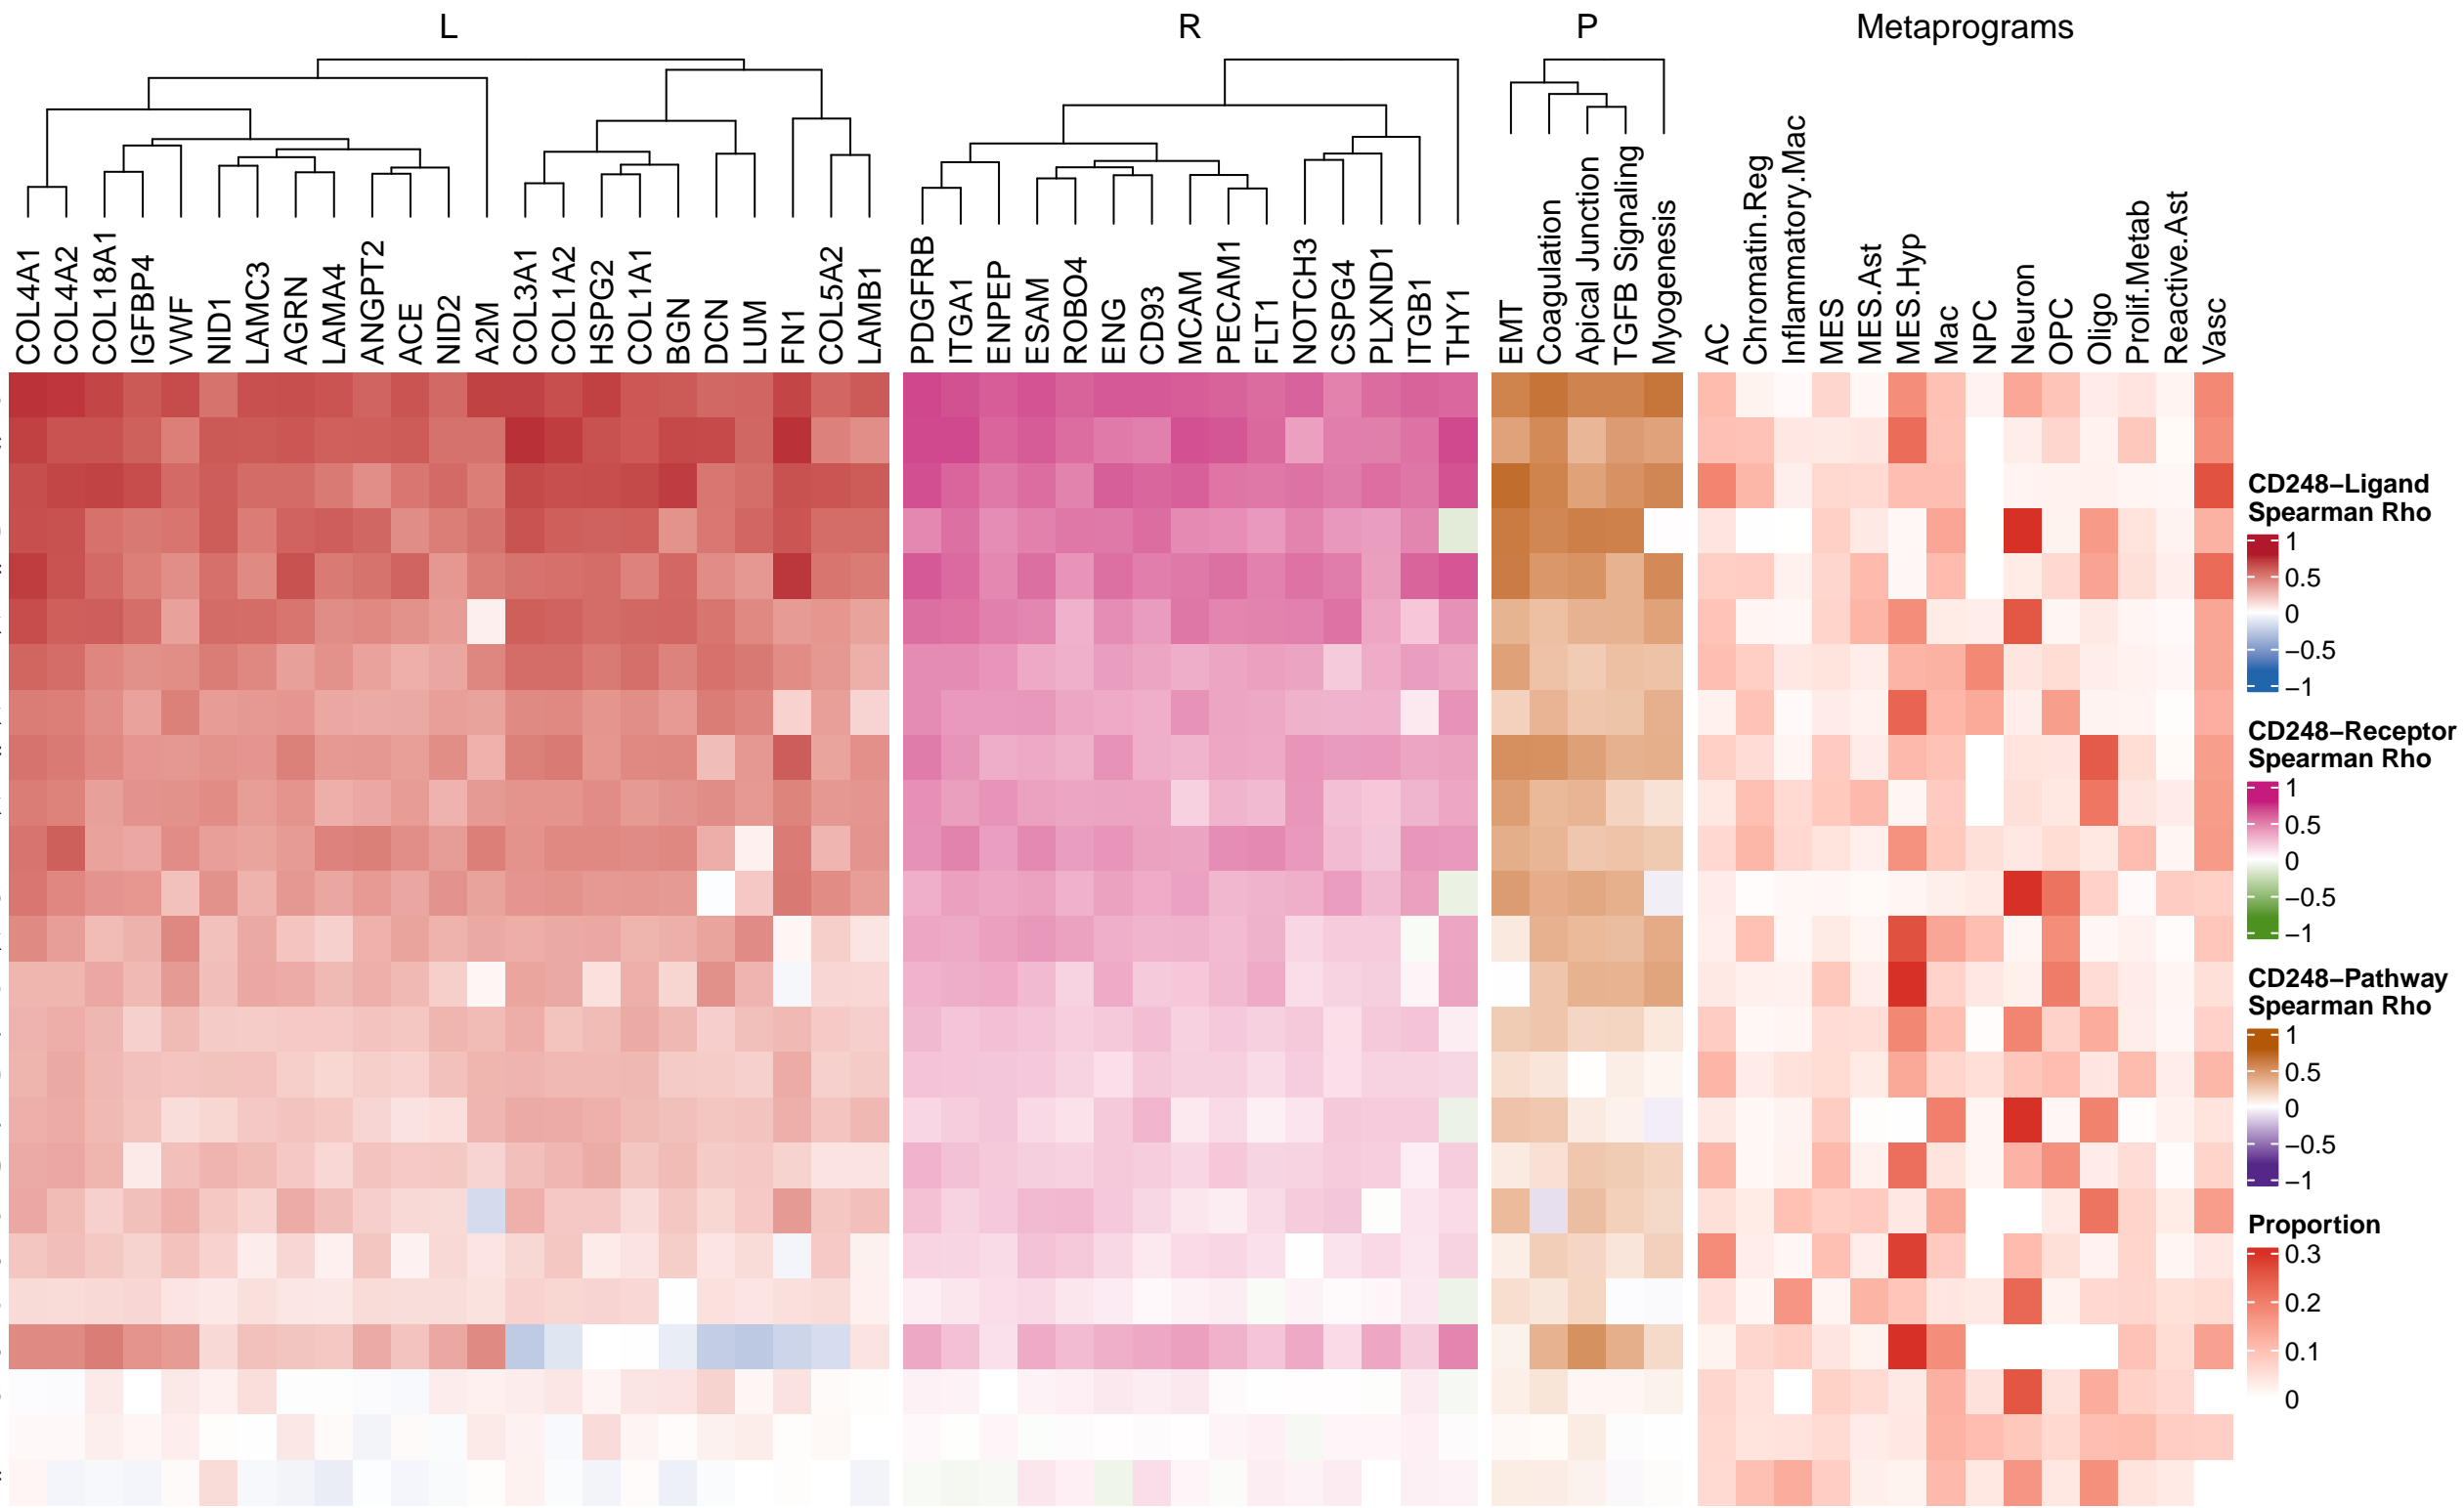 L
R
P
Metaprograms
COL4A1
COL4A2
COL18A1
IGFBP4
VWF
NID1
LAMC3
AGRN
LAMA4
ANGPT2
ACE
NID2
A2M
COL3A1
COL1A2
HSPG2
COL1A1
BGN
DCN
LUM
FN1
COL5A2
LAMB1
PDGFRB
ITGA1
ENPEP
ESAM
ROBO4
ENG
CD93
MCAM
PECAM1
FLT1
NOTCH3
CSPG4
PLXND1
ITGB1
THY1
EMT
Coagulation
Apical Junction
TGFB Signaling
Myogenesis
AC
Chromatin.Reg
Inflammatory.Mac
MES
MES.Ast
MES.Hyp
Mac
NPC
Neuron
OPC
Oligo
Prolif.Metab
Reactive.Ast
Vasc
CD248−Ligand
Spearman Rho
1
0.5
0
−0.5
−1
CD248−Receptor
Spearman Rho
1
0.5
0
−0.5
−1
CD248−Pathway
Spearman Rho
1
0.5
0
−0.5
−1
Proportion
0.3
0.2
0.1
0